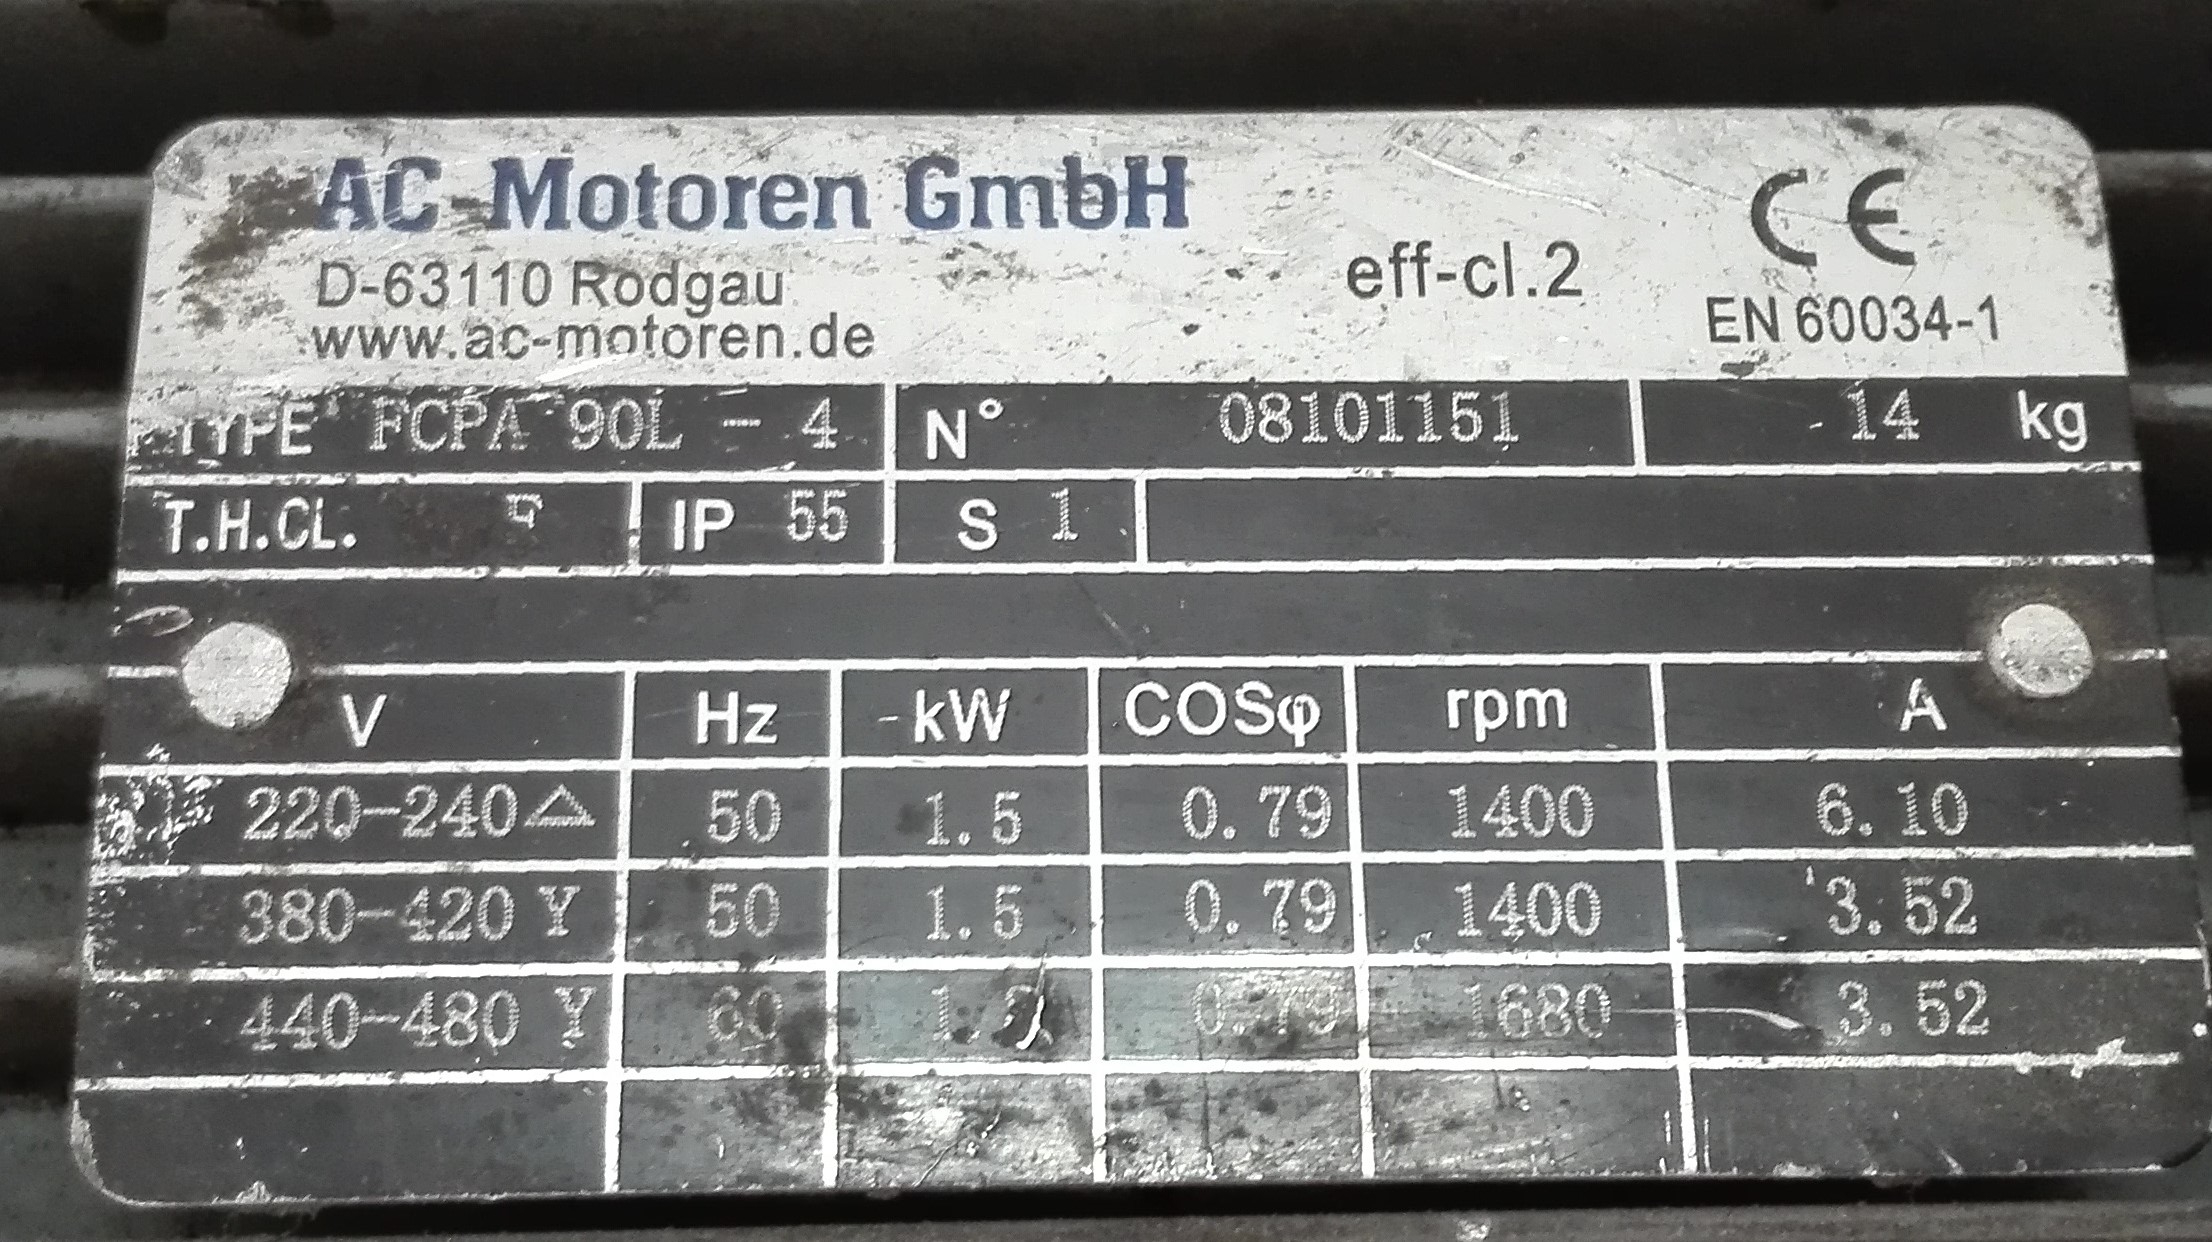 AC-Motoren GmbH
D-63110 Rodgau
www.ac-motoren.de
eff-cl.2
CE
EN 60034-1
TYPE FCPA 90L - 4 N° 08101151 14 kg
T.H.CL. F IP 55 S 1
V Hz kW COSφ rpm A
220-240△ 50 1.5 0.79 1400 6.10
380-420 Y 50 1.5 0.79 1400 3.52
440-480 Y 60 0.79 1680 3.52